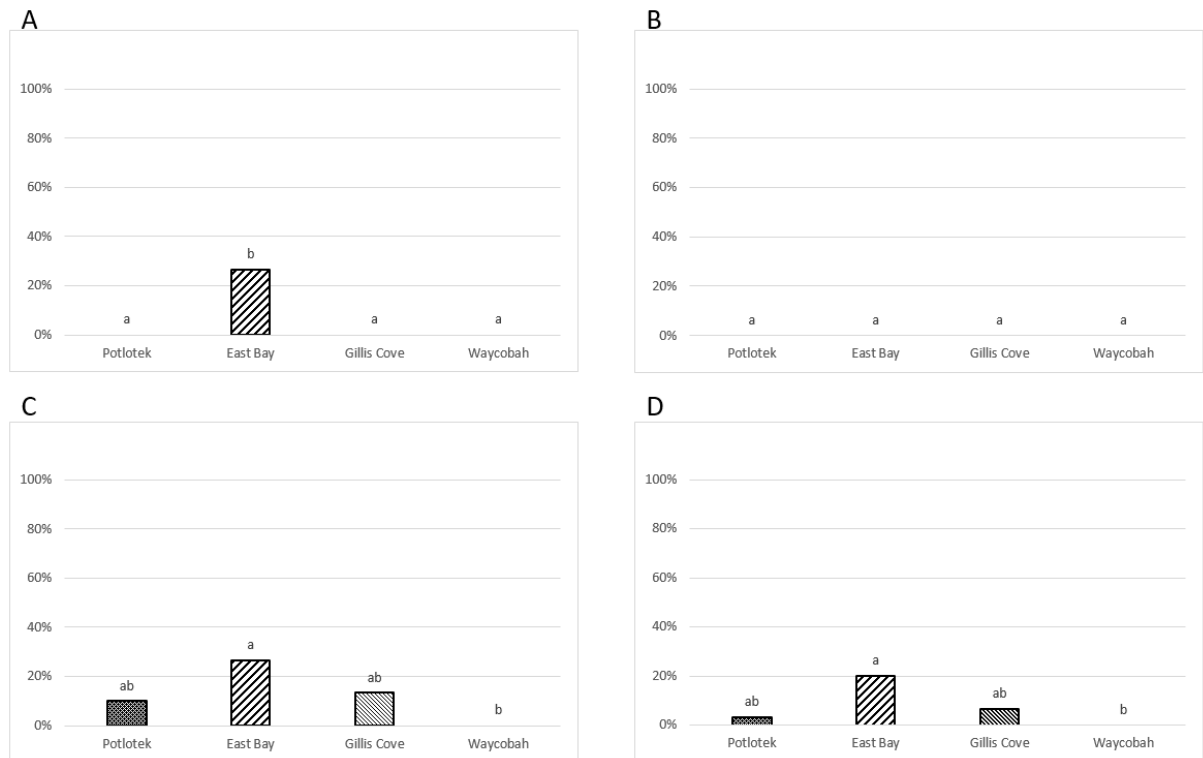 A
100%
80%
60%
40%
b
20%
a
a
a
0%
Potlotek
East Bay
Gillis Cove
Waycobah
B
100%
80%
60%
40%
20%
a
a
a
a
0%
Potlotek
East Bay
Gillis Cove
Waycobah
C
100%
80%
60%
40%
a
20%
ab
ab
b
0%
Potlotek
East Bay
Gillis Cove
Waycobah
D
100%
80%
60%
40%
a
20%
ab
ab
b
0%
Potlotek
East Bay
Gillis Cove
Waycobah